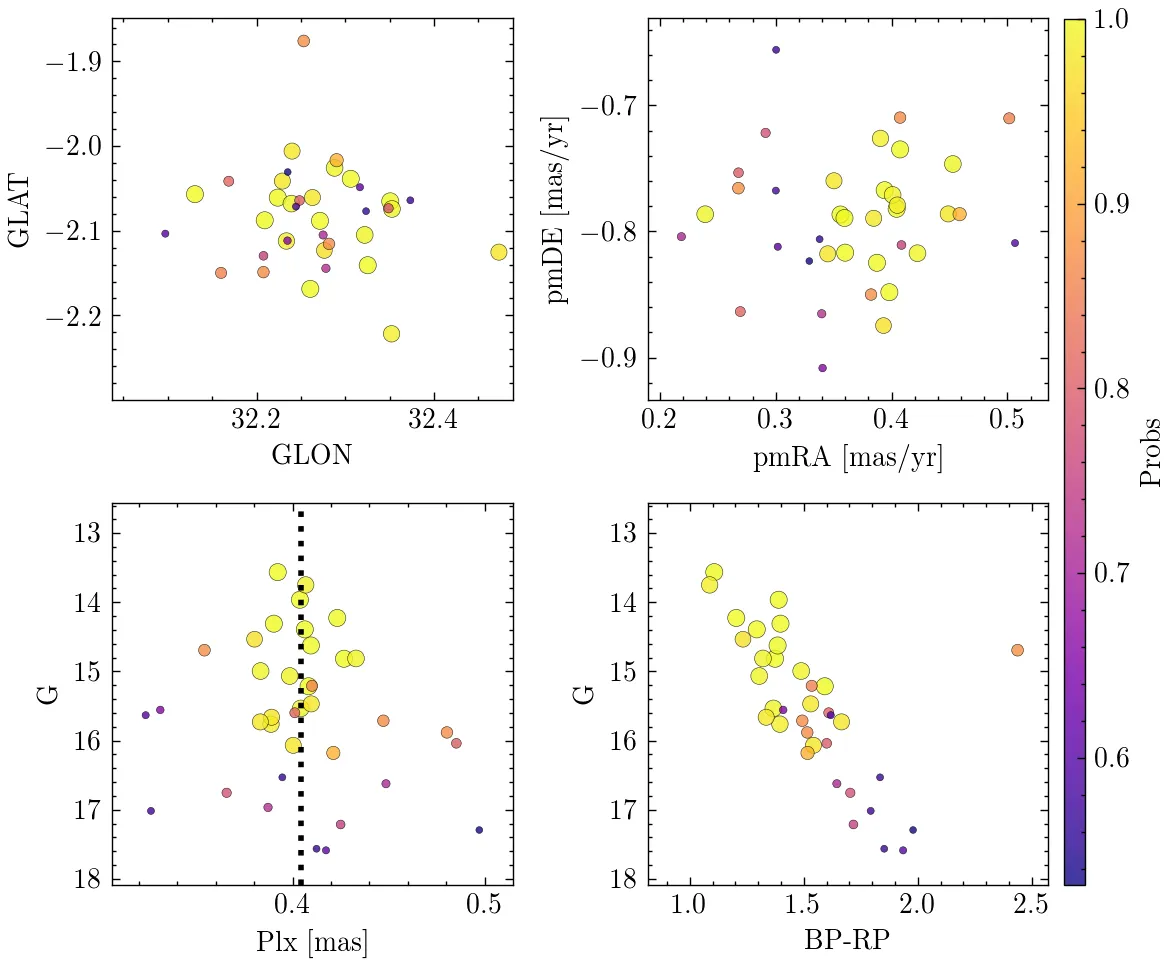 −1.9
−2.0
−2.1
−2.2
GLAT
32.2 32.4
GLON
−0.7
−0.8
−0.9
pmDE [mas/yr]
0.2 0.3 0.4 0.5
pmRA [mas/yr]
1.0
0.9
0.8
0.7
0.6
Probs
13
14
15
16
17
18
G
0.4 0.5
Plx [mas]
13
14
15
16
17
18
G
1.0 1.5 2.0 2.5
BP-RP